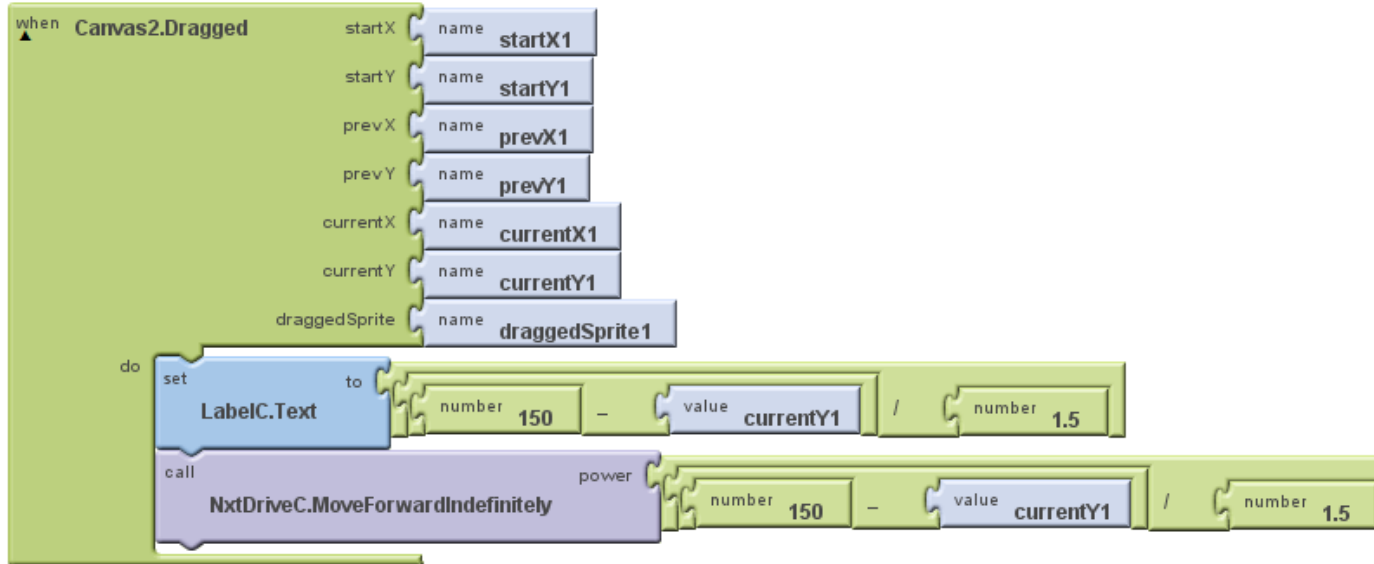 when Canvas2.Dragged startX name startX1
startY name startY1
prevX name prevX1
prevY name prevY1
currentX name currentX1
currentY name currentY1
draggedSprite name draggedSprite1
do
set LabelC.Text to number 150 - value currentY1 / number 1.5
call NxtDriveC.MoveForwardIndefinitely power number 150 - value currentY1 / number 1.5